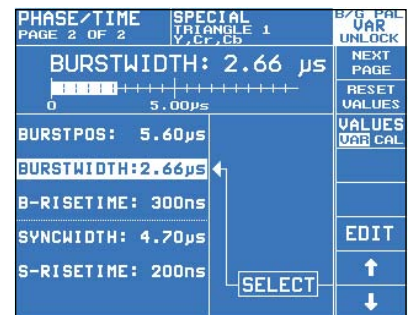 PHASE/TIME
PAGE 2 OF 2
SPECIAL
TRIANGLE 1
Y,Cr,Cb
B/G PAL
VAR
UNLOCK
BURSTWIDTH: 2.66 µs
0 5.00µs
NEXT
PAGE
RESET
VALUES
VALUES
VAR CAL
BURSTPOS: 5.60µs
BURSTWIDTH:2.66µs
B-RISETIME: 300ns
SYNCWIDTH: 4.70µs
S-RISETIME: 200ns
SELECT
EDIT